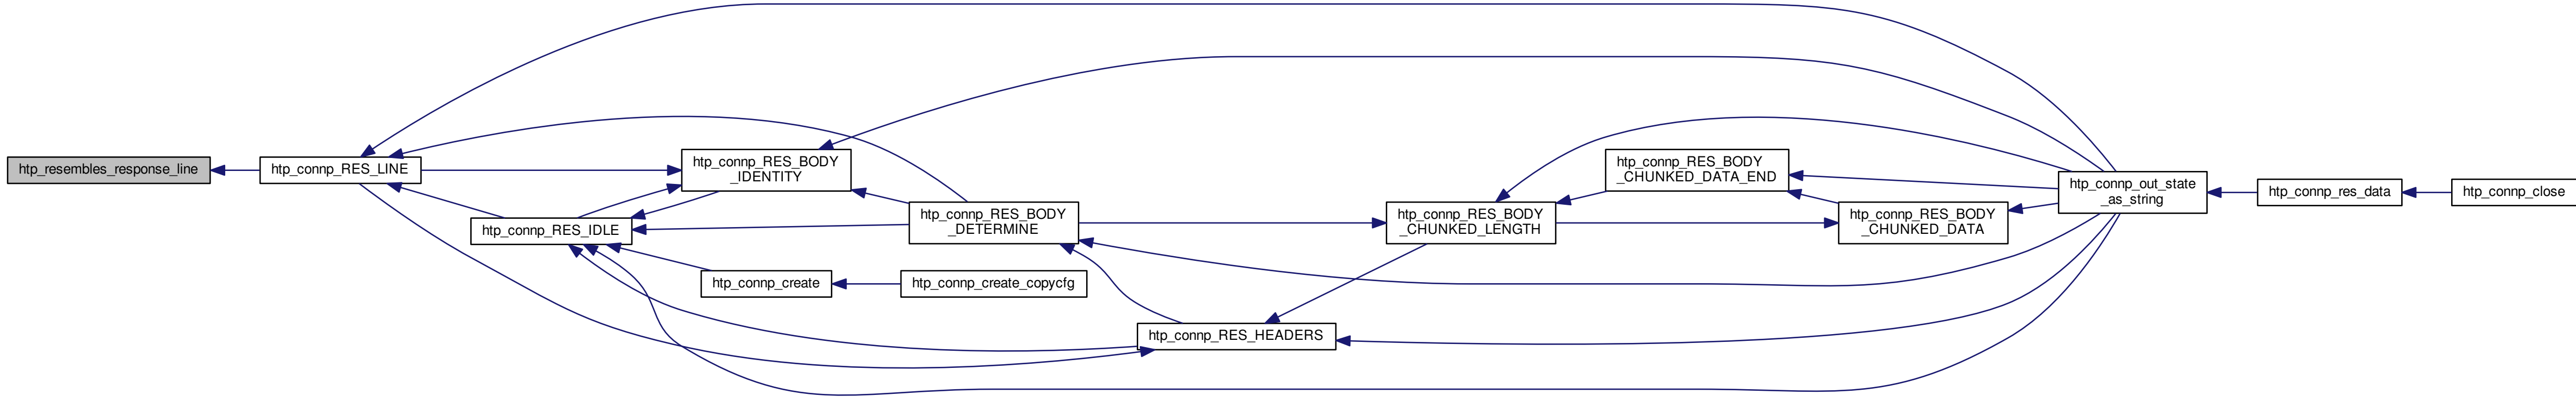 htp_resembles_response_line
htp_connp_RES_LINE
htp_connp_RES_IDLE
htp_connp_RES_BODY
_IDENTITY
htp_connp_create
htp_connp_RES_BODY
_DETERMINE
htp_connp_create_copycfg
htp_connp_RES_HEADERS
htp_connp_RES_BODY
_CHUNKED_LENGTH
htp_connp_RES_BODY
_CHUNKED_DATA_END
htp_connp_RES_BODY
_CHUNKED_DATA
htp_connp_out_state
_as_string
htp_connp_res_data
htp_connp_close